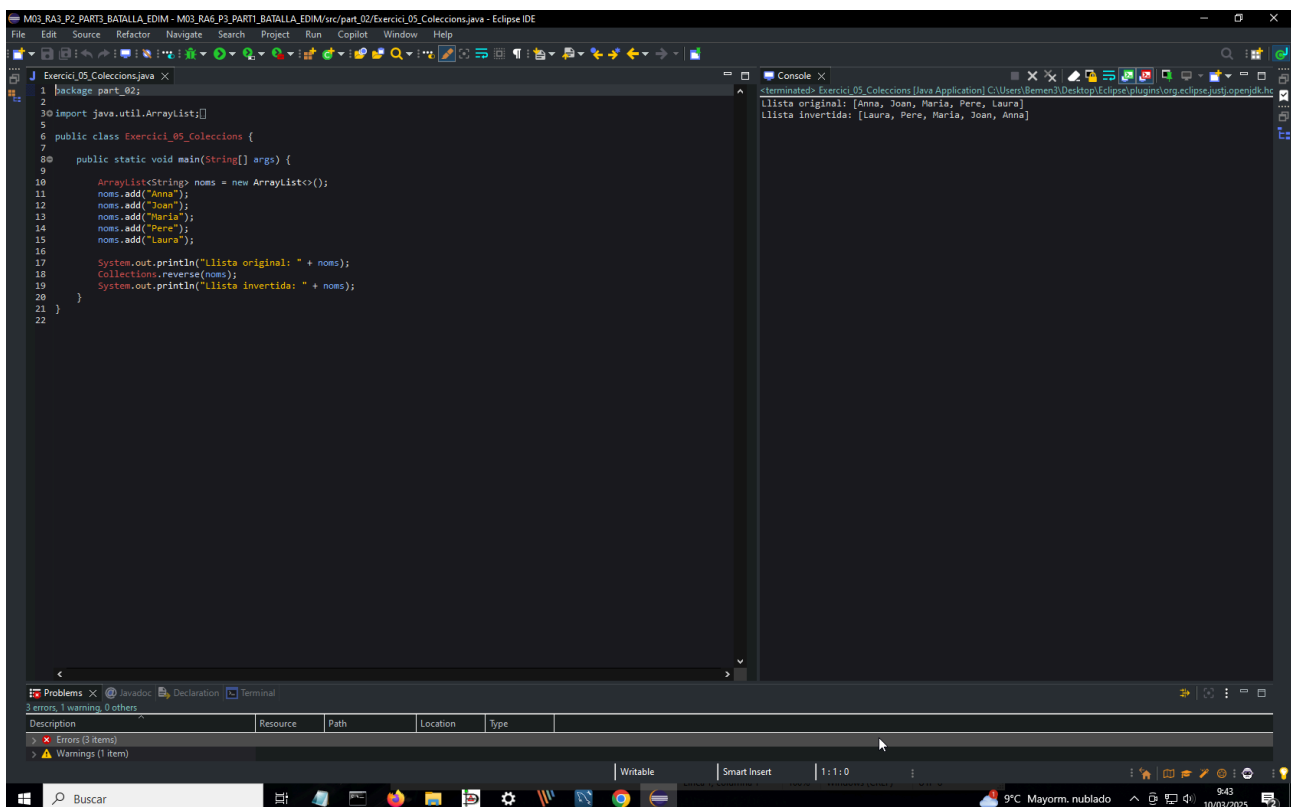 M03_RA3_P2_PART3_BATALLA_EDIM - M03_RA6_P3_PART1_BATALLA_EDIM/src/part_02/Exercici_05_Coleccions.java - Eclipse IDE
File Edit Source Refactor Navigate Search Project Run Copilot Window Help
Exercici_05_Coleccions.java
1 package part_02;
2
3 import java.util.ArrayList;
5
6 public class Exercici_05_Coleccions {
7
8 public static void main(String[] args) {
9
10 ArrayList<String> noms = new ArrayList<>();
11 noms.add("Anna");
12 noms.add("Joan");
13 noms.add("Maria");
14 noms.add("Pere");
15 noms.add("Laura");
16
17 System.out.println("Llista original: " + noms);
18 Collections.reverse(noms);
19 System.out.println("Llista invertida: " + noms);
20 }
21 }
22
Console
<terminated> Exercici_05_Coleccions [Java Application] C:\Users\Bemen3\Desktop\Eclipse\plugins\org.eclipse.justj.openjdk.hc
Llista original: [Anna, Joan, Maria, Pere, Laura]
Llista invertida: [Laura, Pere, Maria, Joan, Anna]
Problems Javadoc Declaration Terminal
3 errors, 1 warning, 0 others
Description Resource Path Location Type
Errors (3 items)
Warnings (1 item)
Writable Smart Insert 1 : 1 : 0
Buscar
9°C Mayorm. nublado
9:43
10/03/2025